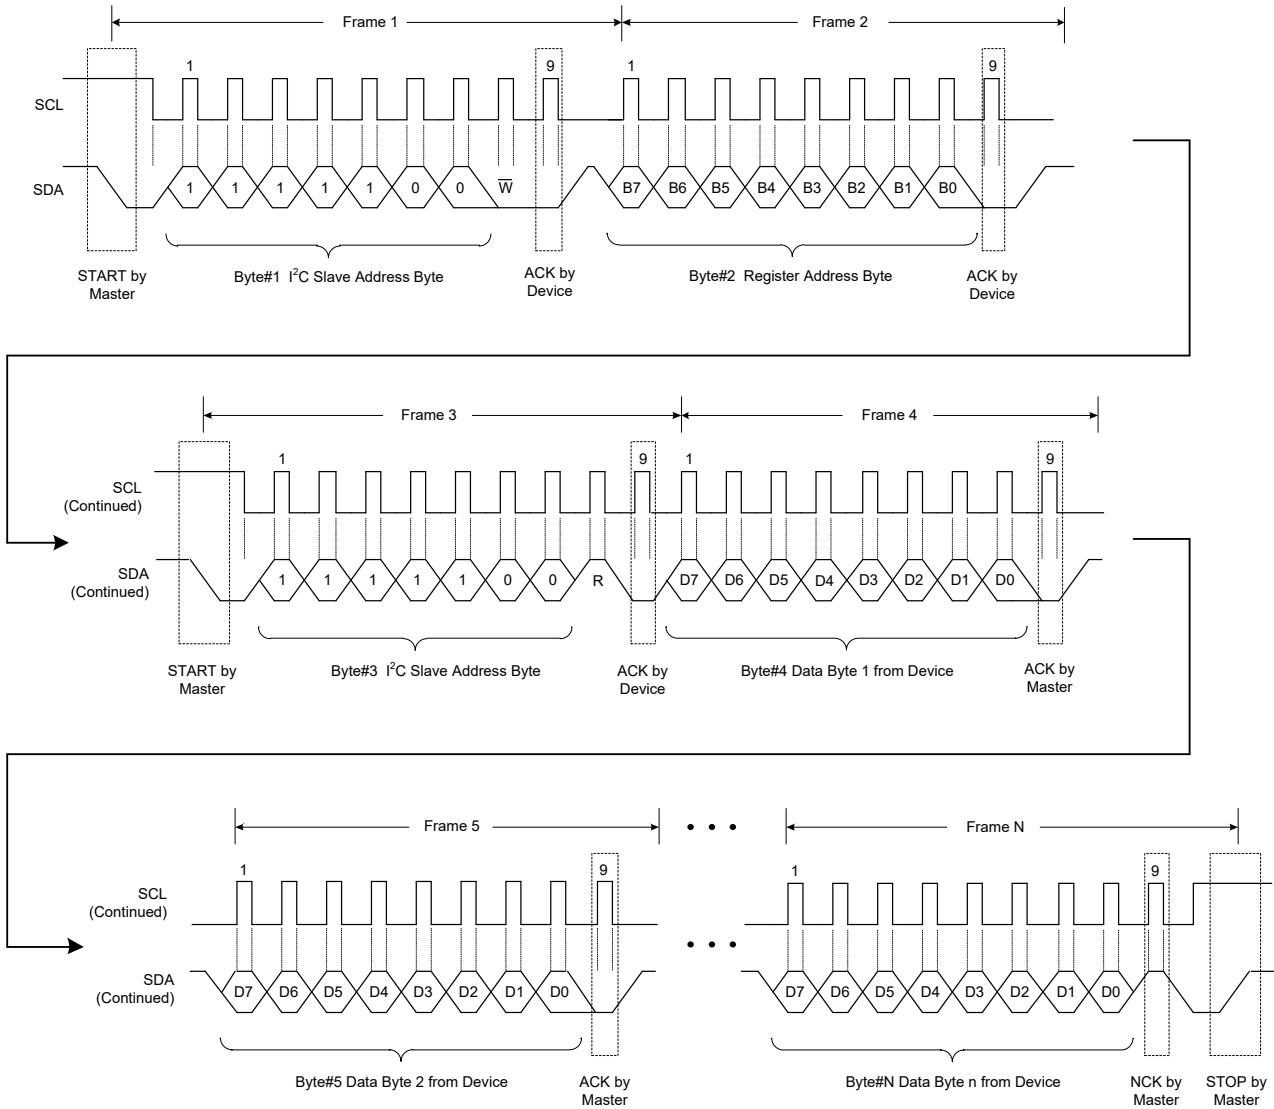 Frame 1 Frame 2
1 9 1 9
SCL
SDA 1 1 1 1 1 0 0 W̅ B7 B6 B5 B4 B3 B2 B1 B0
START by Master
Byte#1 I²C Slave Address Byte
ACK by Device
Byte#2 Register Address Byte
ACK by Device
Frame 3 Frame 4
1 9 1 9
SCL
(Continued)
SDA
(Continued)
1 1 1 1 1 0 0 R D7 D6 D5 D4 D3 D2 D1 D0
START by
Master
Byte#3 I²C Slave Address Byte
ACK by
Device
Byte#4 Data Byte 1 from Device
ACK by
Master
Frame 5 • • • Frame N
1 9 1 9
SCL
(Continued)
• • •
SDA
(Continued)
D7 D6 D5 D4 D3 D2 D1 D0 D7 D6 D5 D4 D3 D2 D1 D0
Byte#5 Data Byte 2 from Device
ACK by
Master
Byte#N Data Byte n from Device
NCK by
Master
STOP by
Master